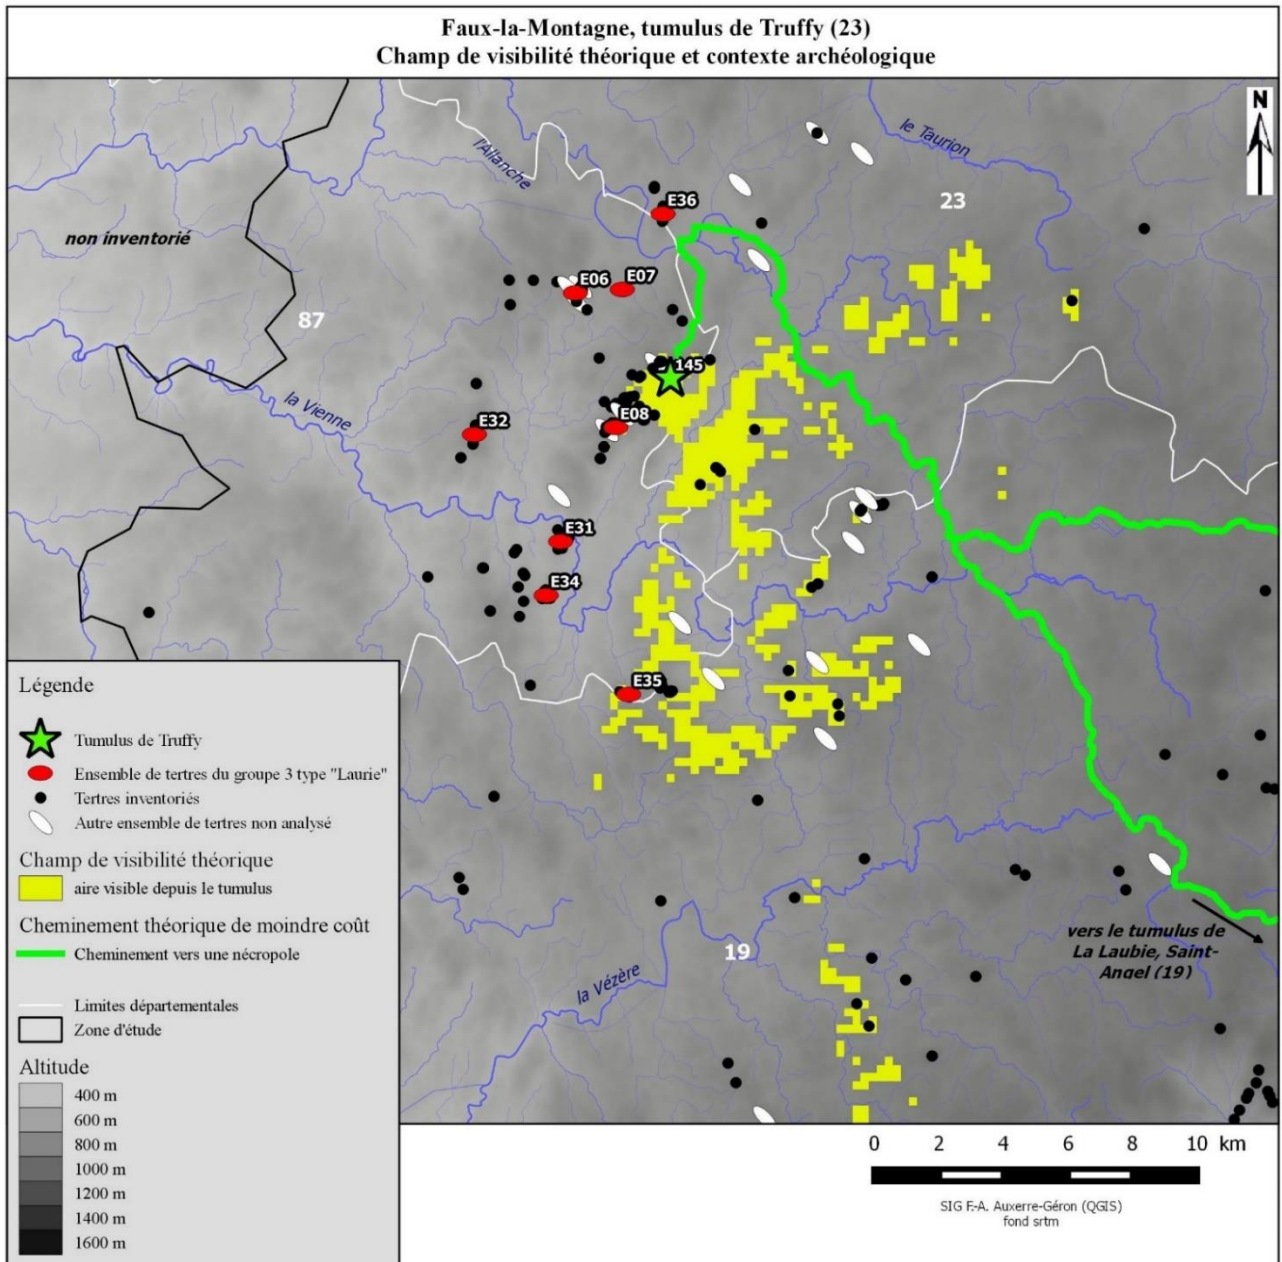 Faux-la-Montagne, tumulus de Truffy (23)
Champ de visibilité théorique et contexte archéologique
N
le Taurion
l'Allanche
23
E36
non inventorié
E06
E07
87
145
la Vienne
E08
E32
E31
E34
E35
19
la Vézère
vers le tumulus de
La Laubie, Saint-
Angel (19)
Légende
Tumulus de Truffy
Ensemble de tertres du groupe 3 type "Laurie"
Tertres inventoriés
Autre ensemble de tertres non analysé
Champ de visibilité théorique
aire visible depuis le tumulus
Cheminement théorique de moindre coût
Cheminement vers une nécropole
Limites départementales
Zone d'étude
Altitude
400 m
600 m
800 m
1000 m
1200 m
1400 m
1600 m
0 2 4 6 8 10 km
SIG F.-A. Auxerre-Géron (QGIS)
fond srtm